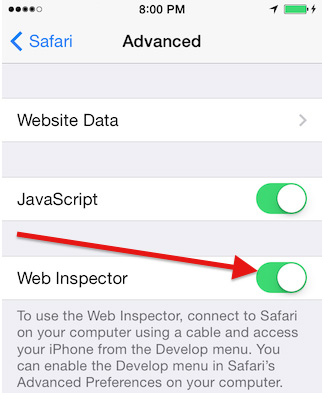 8:00 PM
Safari
Advanced
Website Data
JavaScript
Web Inspector
To use the Web Inspector, connect to Safari
on your computer using a cable and access
your iPhone from the Develop menu. You
can enable the Develop menu in Safari's
Advanced Preferences on your computer.